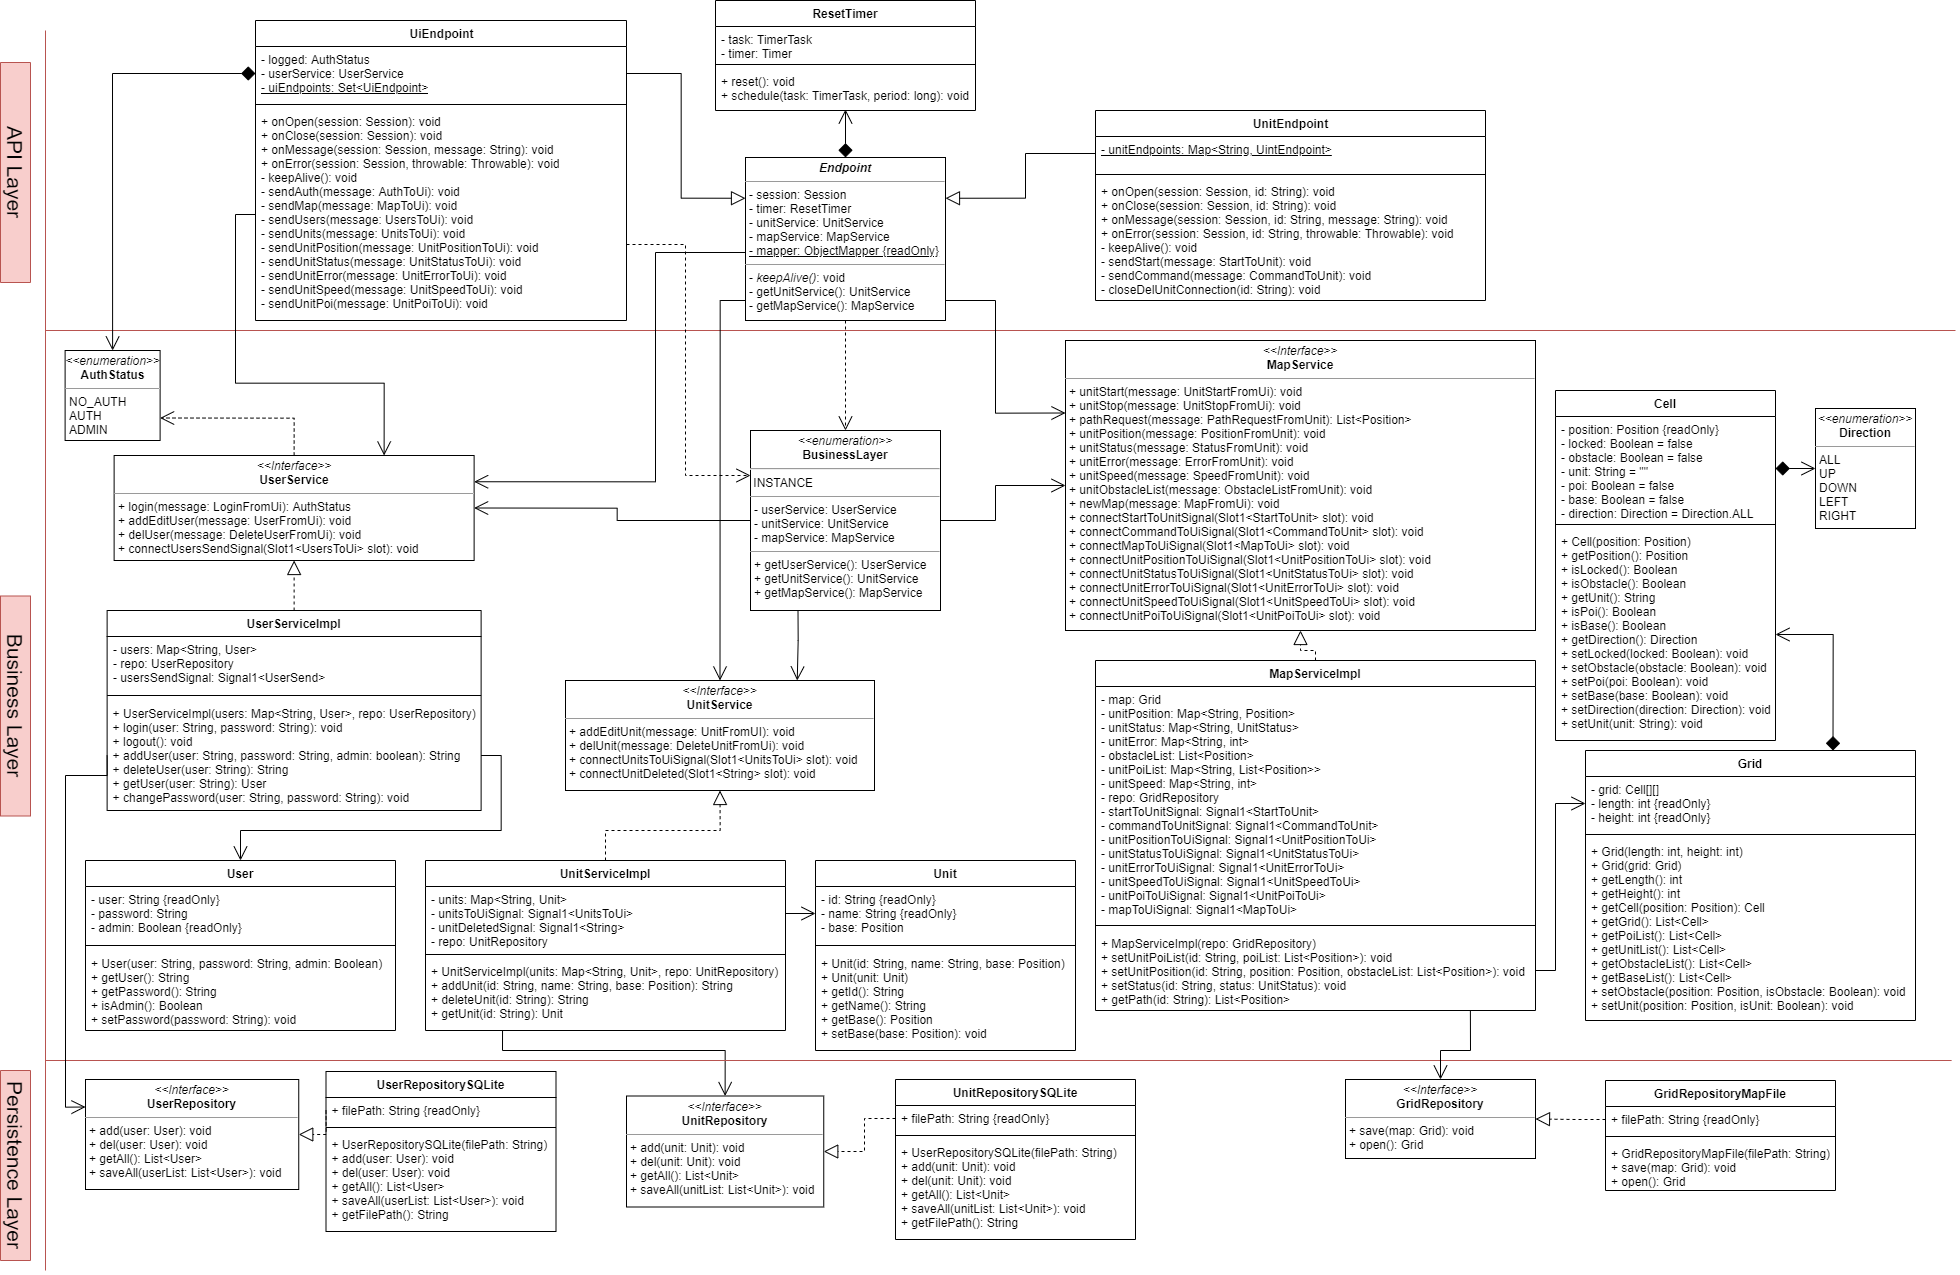 API Layer
UiEndpoint
- logged: AuthStatus
- userService: UserService
- uiEndpoints: Set<UiEndpoint>
+ onOpen(session: Session): void
+ onClose(session: Session): void
+ onMessage(session: Session, message: String): void
+ onError(session: Session, throwable: Throwable): void
- keepAlive(): void
- sendAuth(message: AuthToUi): void
- sendMap(message: MapToUi): void
- sendUsers(message: UsersToUi): void
- sendUnits(message: UnitsToUi): void
- sendUnitPosition(message: UnitPositionToUi): void
- sendUnitStatus(message: UnitStatusToUi): void
- sendUnitError(message: UnitErrorToUi): void
- sendUnitSpeed(message: UnitSpeedToUi): void
- sendUnitPoi(message: UnitPoiToUi): void
ResetTimer
- task: TimerTask
- timer: Timer
+ reset(): void
+ schedule(task: TimerTask, period: long): void
Endpoint
- session: Session
- timer: ResetTimer
- unitService: UnitService
- mapService: MapService
- mapper: ObjectMapper {readOnly}
- keepAlive(): void
- getUnitService(): UnitService
- getMapService(): MapService
UnitEndpoint
- unitEndpoints: Map<String, UintEndpoint>
+ onOpen(session: Session, id: String): void
+ onClose(session: Session, id: String): void
+ onMessage(session: Session, id: String, message: String): void
+ onError(session: Session, id: String, throwable: Throwable): void
- keepAlive(): void
- sendStart(message: StartToUnit): void
- sendCommand(message: CommandToUnit): void
- closeDelUnitConnection(id: String): void
Business Layer
<<enumeration>>
AuthStatus
NO_AUTH
AUTH
ADMIN
<<Interface>>
UserService
+ login(message: LoginFromUi): AuthStatus
+ addEditUser(message: UserFromUi): void
+ delUser(message: DeleteUserFromUi): void
+ connectUsersSendSignal(Slot1<UsersToUi> slot): void
<<enumeration>>
BusinessLayer
INSTANCE
- userService: UserService
- unitService: UnitService
- mapService: MapService
+ getUserService(): UserService
+ getUnitService(): UnitService
+ getMapService(): MapService
<<Interface>>
MapService
+ unitStart(message: UnitStartFromUi): void
+ unitStop(message: UnitStopFromUi): void
+ pathRequest(message: PathRequestFromUnit): List<Position>
+ unitPosition(message: PositionFromUnit): void
+ unitStatus(message: StatusFromUnit): void
+ unitError(message: ErrorFromUnit): void
+ unitSpeed(message: SpeedFromUnit): void
+ unitObstacleList(message: ObstacleListFromUnit): void
+ newMap(message: MapFromUi): void
+ connectStartToUnitSignal(Slot1<StartToUnit> slot): void
+ connectCommandToUiSignal(Slot1<CommandToUnit> slot): void
+ connectMapToUiSignal(Slot1<MapToUi> slot): void
+ connectUnitPositionToUiSignal(Slot1<UnitPositionToUi> slot): void
+ connectUnitStatusToUiSignal(Slot1<UnitStatusToUi> slot): void
+ connectUnitErrorToUiSignal(Slot1<UnitErrorToUi> slot): void
+ connectUnitSpeedToUiSignal(Slot1<UnitSpeedToUi> slot): void
+ connectUnitPoiToUiSignal(Slot1<UnitPoiToUi> slot): void
Cell
- position: Position {readOnly}
- locked: Boolean = false
- obstacle: Boolean = false
- unit: String = ""
- poi: Boolean = false
- base: Boolean = false
- direction: Direction = Direction.ALL
+ Cell(position: Position)
+ getPosition(): Position
+ isLocked(): Boolean
+ isObstacle(): Boolean
+ getUnit(): String
+ isPoi(): Boolean
+ isBase(): Boolean
+ getDirection(): Direction
+ setLocked(locked: Boolean): void
+ setObstacle(obstacle: Boolean): void
+ setPoi(poi: Boolean): void
+ setBase(base: Boolean): void
+ setDirection(direction: Direction): void
+ setUnit(unit: String): void
<<enumeration>>
Direction
ALL
UP
DOWN
LEFT
RIGHT
UserServiceImpl
- users: Map<String, User>
- repo: UserRepository
- usersSendSignal: Signal1<UserSend>
+ UserServiceImpl(users: Map<String, User>, repo: UserRepository)
+ login(user: String, password: String): void
+ logout(): void
+ addUser(user: String, password: String, admin: boolean): String
+ deleteUser(user: String): String
+ getUser(user: String): User
+ changePassword(user: String, password: String): void
<<Interface>>
UnitService
+ addEditUnit(message: UnitFromUI): void
+ delUnit(message: DeleteUnitFromUi): void
+ connectUnitsToUiSignal(Slot1<UnitsToUi> slot): void
+ connectUnitDeleted(Slot1<String> slot): void
MapServiceImpl
- map: Grid
- unitPosition: Map<String, Position>
- unitStatus: Map<String, UnitStatus>
- unitError: Map<String, int>
- obstacleList: List<Position>
- unitPoiList: Map<String, List<Position>>
- unitSpeed: Map<String, int>
- repo: GridRepository
- startToUnitSignal: Signal1<StartToUnit>
- commandToUnitSignal: Signal1<CommandToUnit>
- unitPositionToUiSignal: Signal1<UnitPositionToUi>
- unitStatusToUiSignal: Signal1<UnitStatusToUi>
- unitErrorToUiSignal: Signal1<UnitErrorToUi>
- unitSpeedToUiSignal: Signal1<UnitSpeedToUi>
- unitPoiToUiSignal: Signal1<UnitPoiToUi>
- mapToUiSignal: Signal1<MapToUi>
+ MapServiceImpl(repo: GridRepository)
+ setUnitPoiList(id: String, poiList: List<Position>): void
+ setUnitPosition(id: String, position: Position, obstacleList: List<Position>): void
+ setStatus(id: String, status: UnitStatus): void
+ getPath(id: String): List<Position>
Grid
- grid: Cell[][]
- length: int {readOnly}
- height: int {readOnly}
+ Grid(length: int, height: int)
+ Grid(grid: Grid)
+ getLength(): int
+ getHeight(): int
+ getCell(position: Position): Cell
+ getGrid(): List<Cell>
+ getPoiList(): List<Cell>
+ getUnitList(): List<Cell>
+ getObstacleList(): List<Cell>
+ getBaseList(): List<Cell>
+ setObstacle(position: Position, isObstacle: Boolean): void
+ setUnit(position: Position, isUnit: Boolean): void
User
- user: String {readOnly}
- password: String
- admin: Boolean {readOnly}
+ User(user: String, password: String, admin: Boolean)
+ getUser(): String
+ getPassword(): String
+ isAdmin(): Boolean
+ setPassword(password: String): void
UnitServiceImpl
- units: Map<String, Unit>
- unitsToUiSignal: Signal1<UnitsToUi>
- unitDeletedSignal: Signal1<String>
- repo: UnitRepository
+ UnitServiceImpl(units: Map<String, Unit>, repo: UnitRepository)
+ addUnit(id: String, name: String, base: Position): String
+ deleteUnit(id: String): String
+ getUnit(id: String): Unit
Unit
- id: String {readOnly}
- name: String {readOnly}
- base: Position
+ Unit(id: String, name: String, base: Position)
+ Unit(unit: Unit)
+ getId(): String
+ getName(): String
+ getBase(): Position
+ setBase(base: Position): void
Persistence Layer
<<Interface>>
UserRepository
+ add(user: User): void
+ del(user: User): void
+ getAll(): List<User>
+ saveAll(userList: List<User>): void
UserRepositorySQLite
+ filePath: String {readOnly}
+ UserRepositorySQLite(filePath: String)
+ add(user: User): void
+ del(user: User): void
+ getAll(): List<User>
+ saveAll(userList: List<User>): void
+ getFilePath(): String
<<Interface>>
UnitRepository
+ add(unit: Unit): void
+ del(unit: Unit): void
+ getAll(): List<Unit>
+ saveAll(unitList: List<Unit>): void
UnitRepositorySQLite
+ filePath: String {readOnly}
+ UserRepositorySQLite(filePath: String)
+ add(unit: Unit): void
+ del(unit: Unit): void
+ getAll(): List<Unit>
+ saveAll(unitList: List<Unit>): void
+ getFilePath(): String
<<Interface>>
GridRepository
+ save(map: Grid): void
+ open(): Grid
GridRepositoryMapFile
+ filePath: String {readOnly}
+ GridRepositoryMapFile(filePath: String)
+ save(map: Grid): void
+ open(): Grid